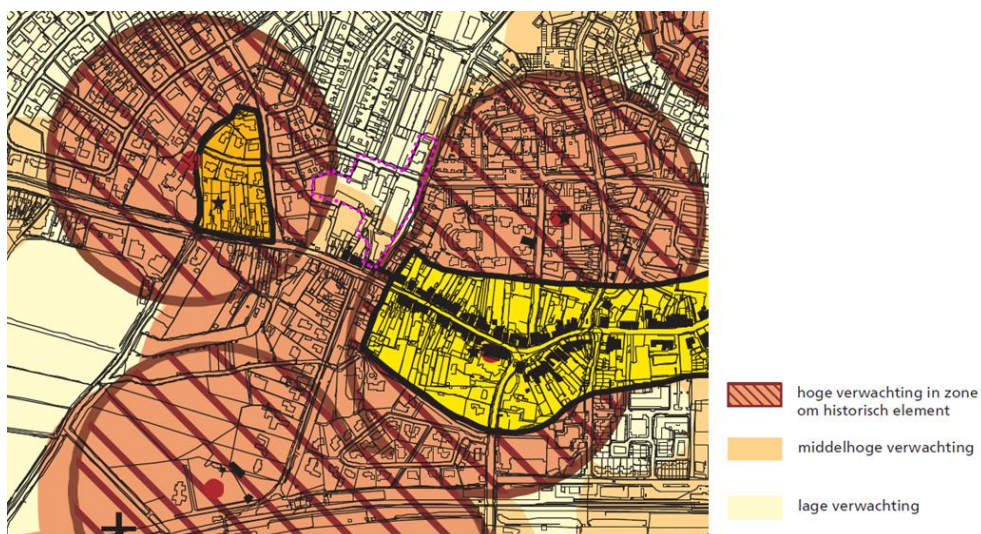 hoge verwachting in zone
om historisch element
middelhoge verwachting
lage verwachting